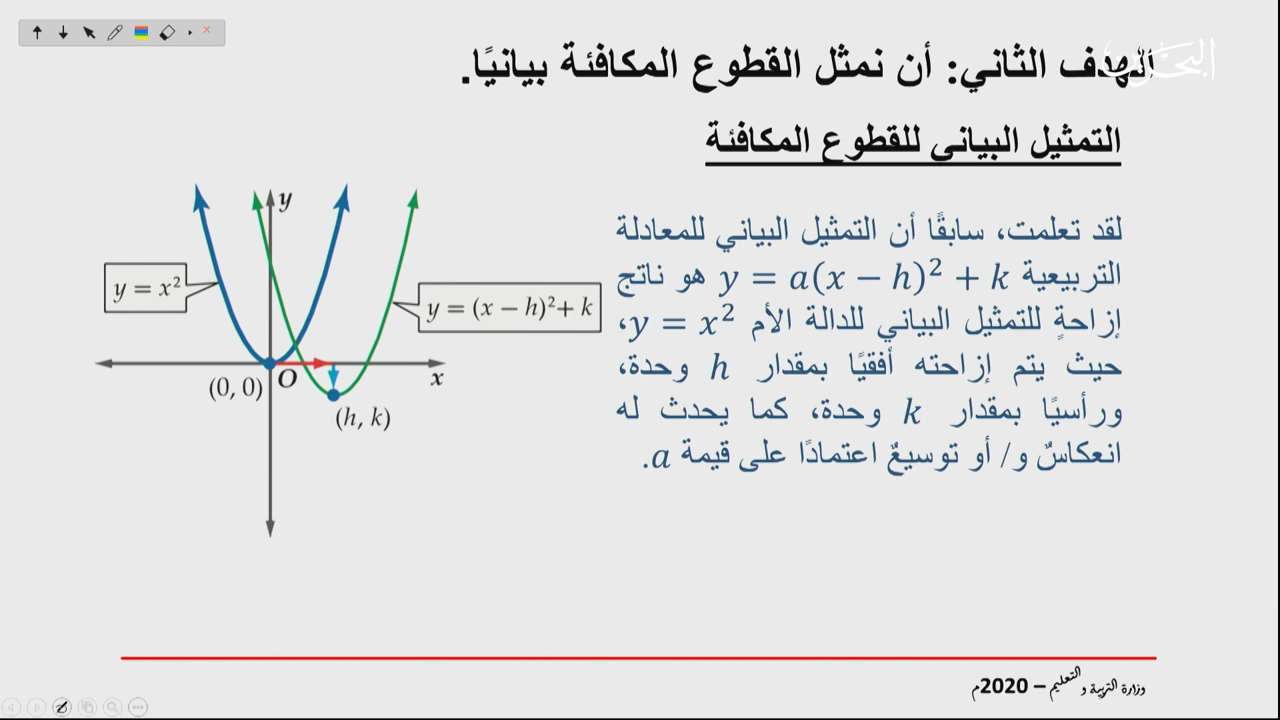 البحرين
الهدف الثاني: أن نمثل القطوع المكافئة بيانيًا.
التمثيل البياني للقطوع المكافئة
لقد تعلمت، سابقًا أن التمثيل البياني للمعادلة
التربيعية y = a(x − h)² + k هو ناتج
إزاحةٍ للتمثيل البياني للدالة الأم y = x²،
حيث يتم إزاحته أفقيًا بمقدار h وحدة،
ورأسيًا بمقدار k وحدة، كما يحدث له
انعكاسٌ و/ أو توسيعٌ اعتمادًا على قيمة a.
y
y = x²
y = (x − h)² + k
(0, 0)
O
x
(h, k)
وزارة التربية و التعليم – 2020م